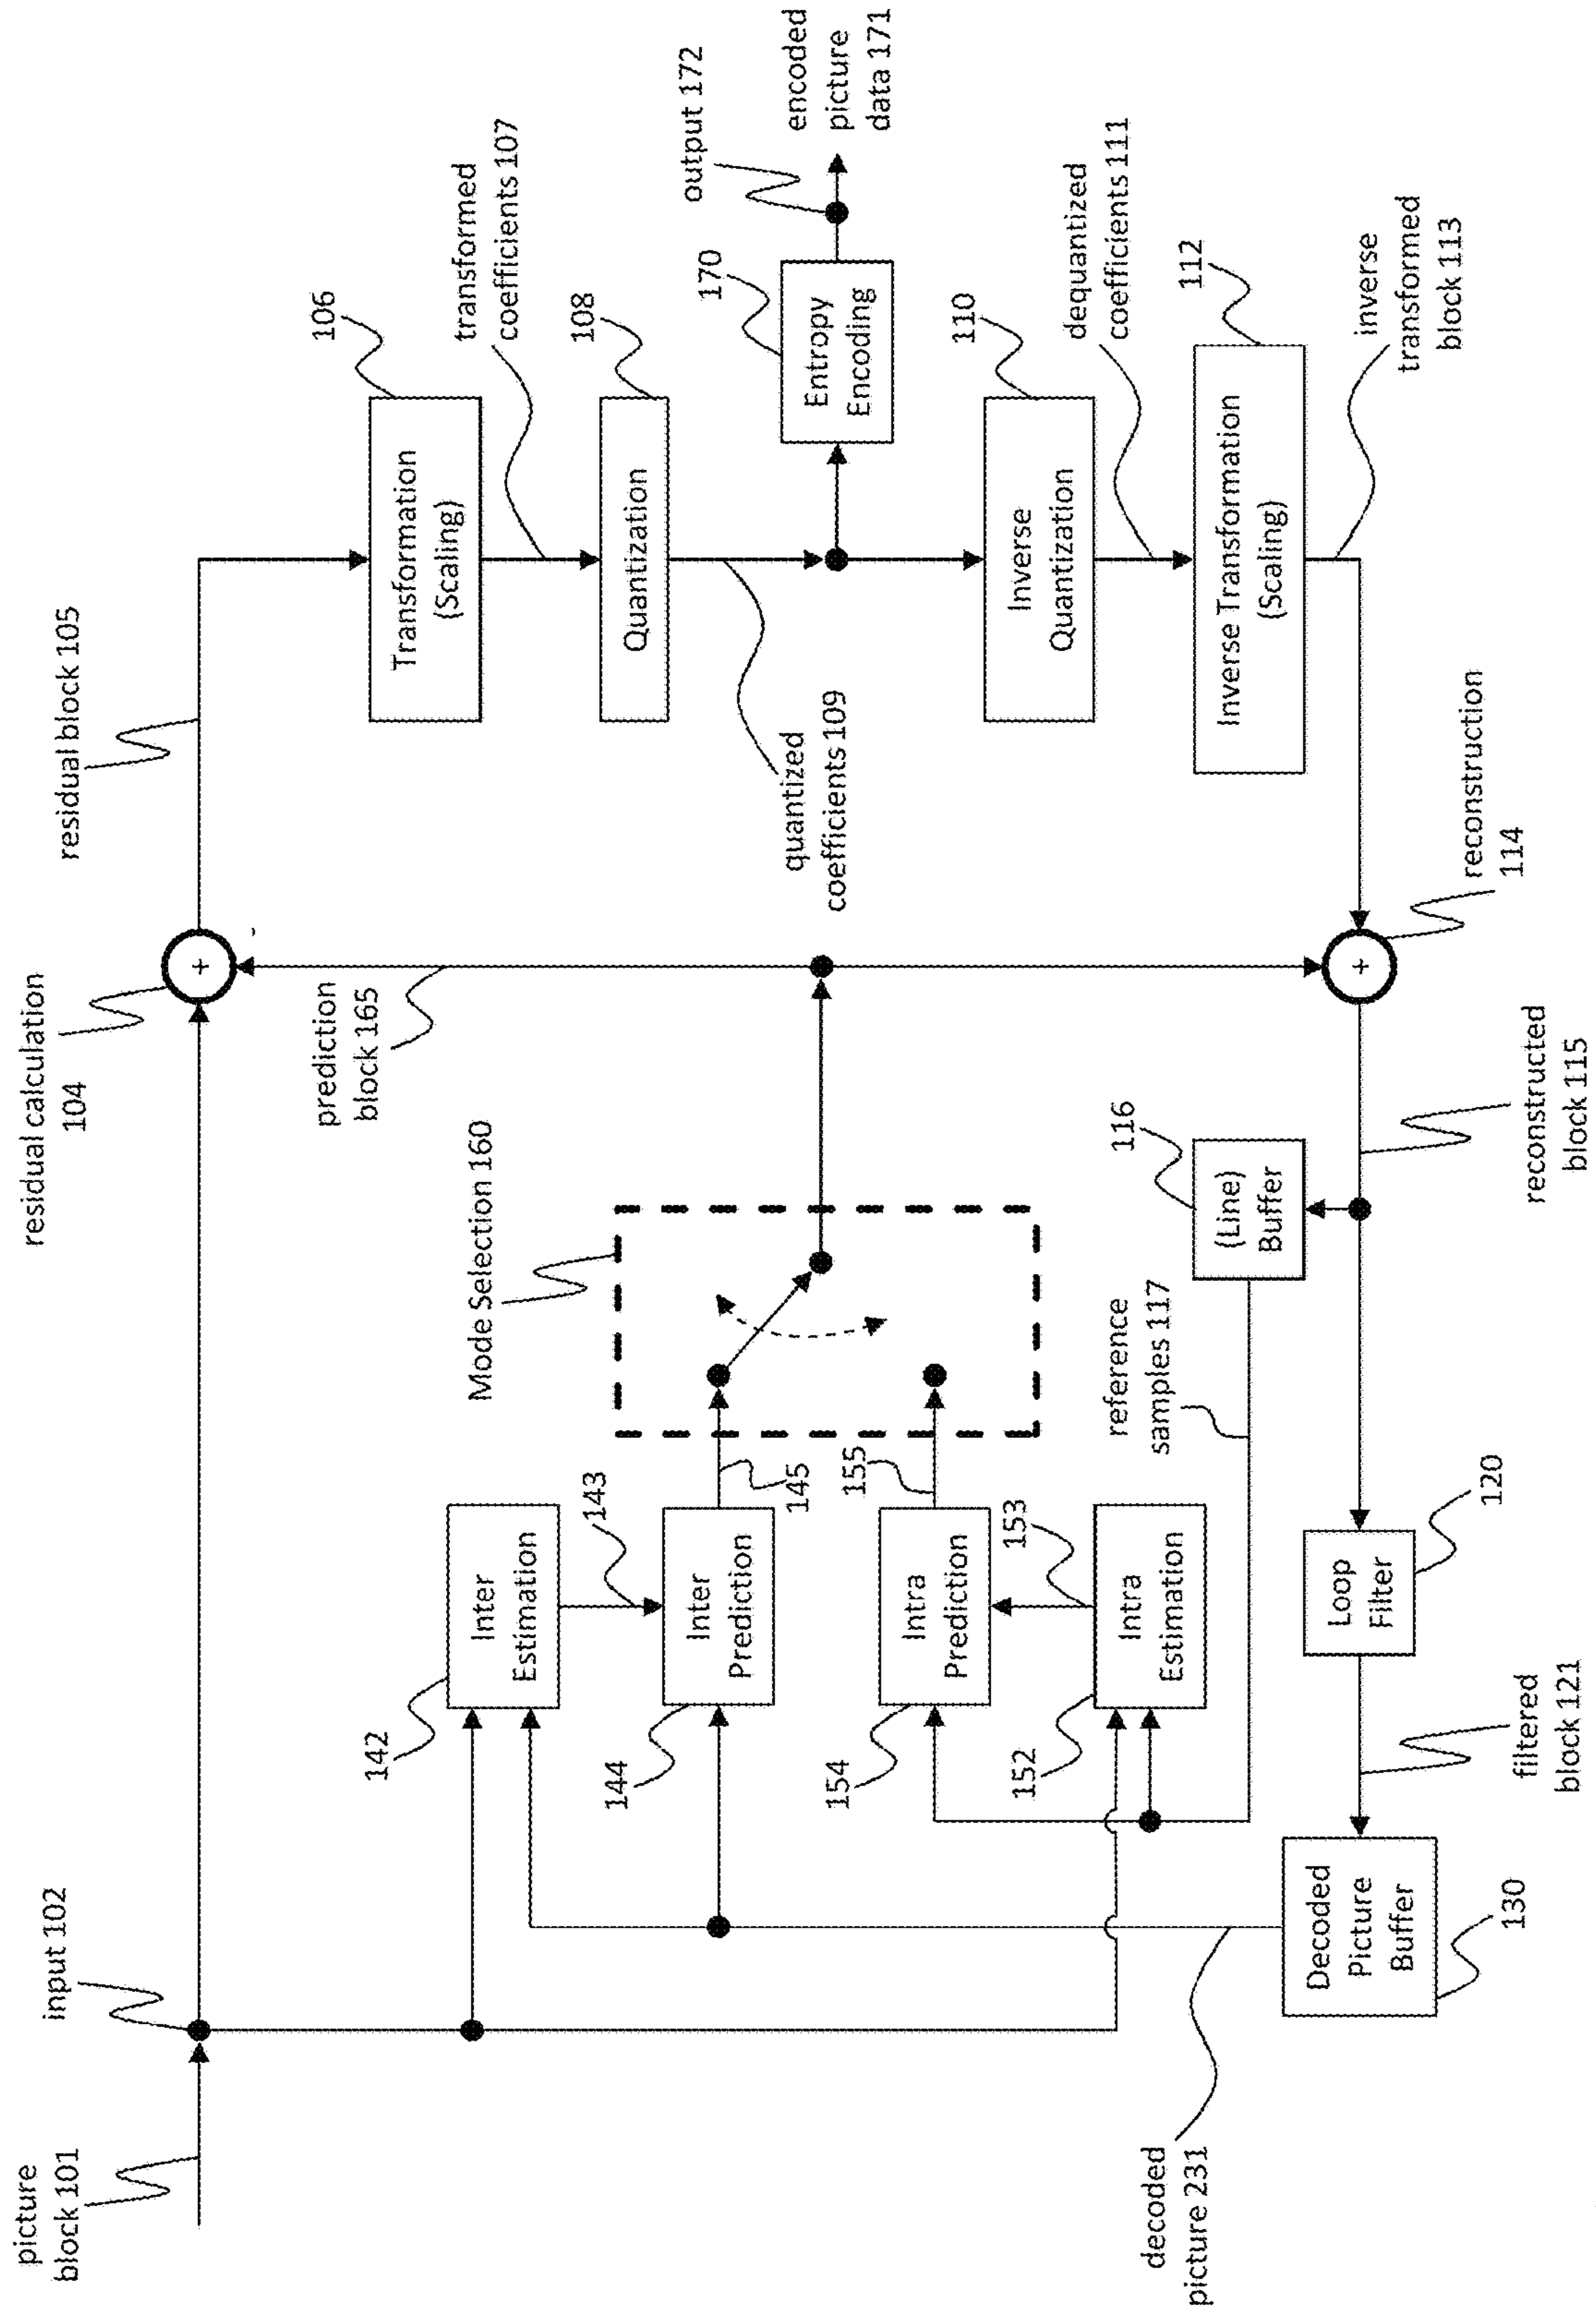 picture
block 101
input 102
residual calculation
104
residual block 105
106
Transformation
(Scaling)
transformed
coefficients 107
108
Quantization
quantized
coefficients 109
output 172
encoded
picture
data 171
170
Entropy
Encoding
110
Inverse
Quantization
dequantized
coefficients 111
112
Inverse Transformation
(Scaling)
inverse
transformed
block 113
+
prediction
block 165
Mode Selection 160
142
Inter
Estimation
143
144
Inter
Prediction
145
154
Intra
Prediction
155
153
152
Intra
Estimation
reference
samples 117
116
(Line)
Buffer
+
reconstruction
114
reconstructed
block 115
Loop
Filter
120
filtered
block 121
Decoded
Picture
Buffer
130
decoded
picture 231